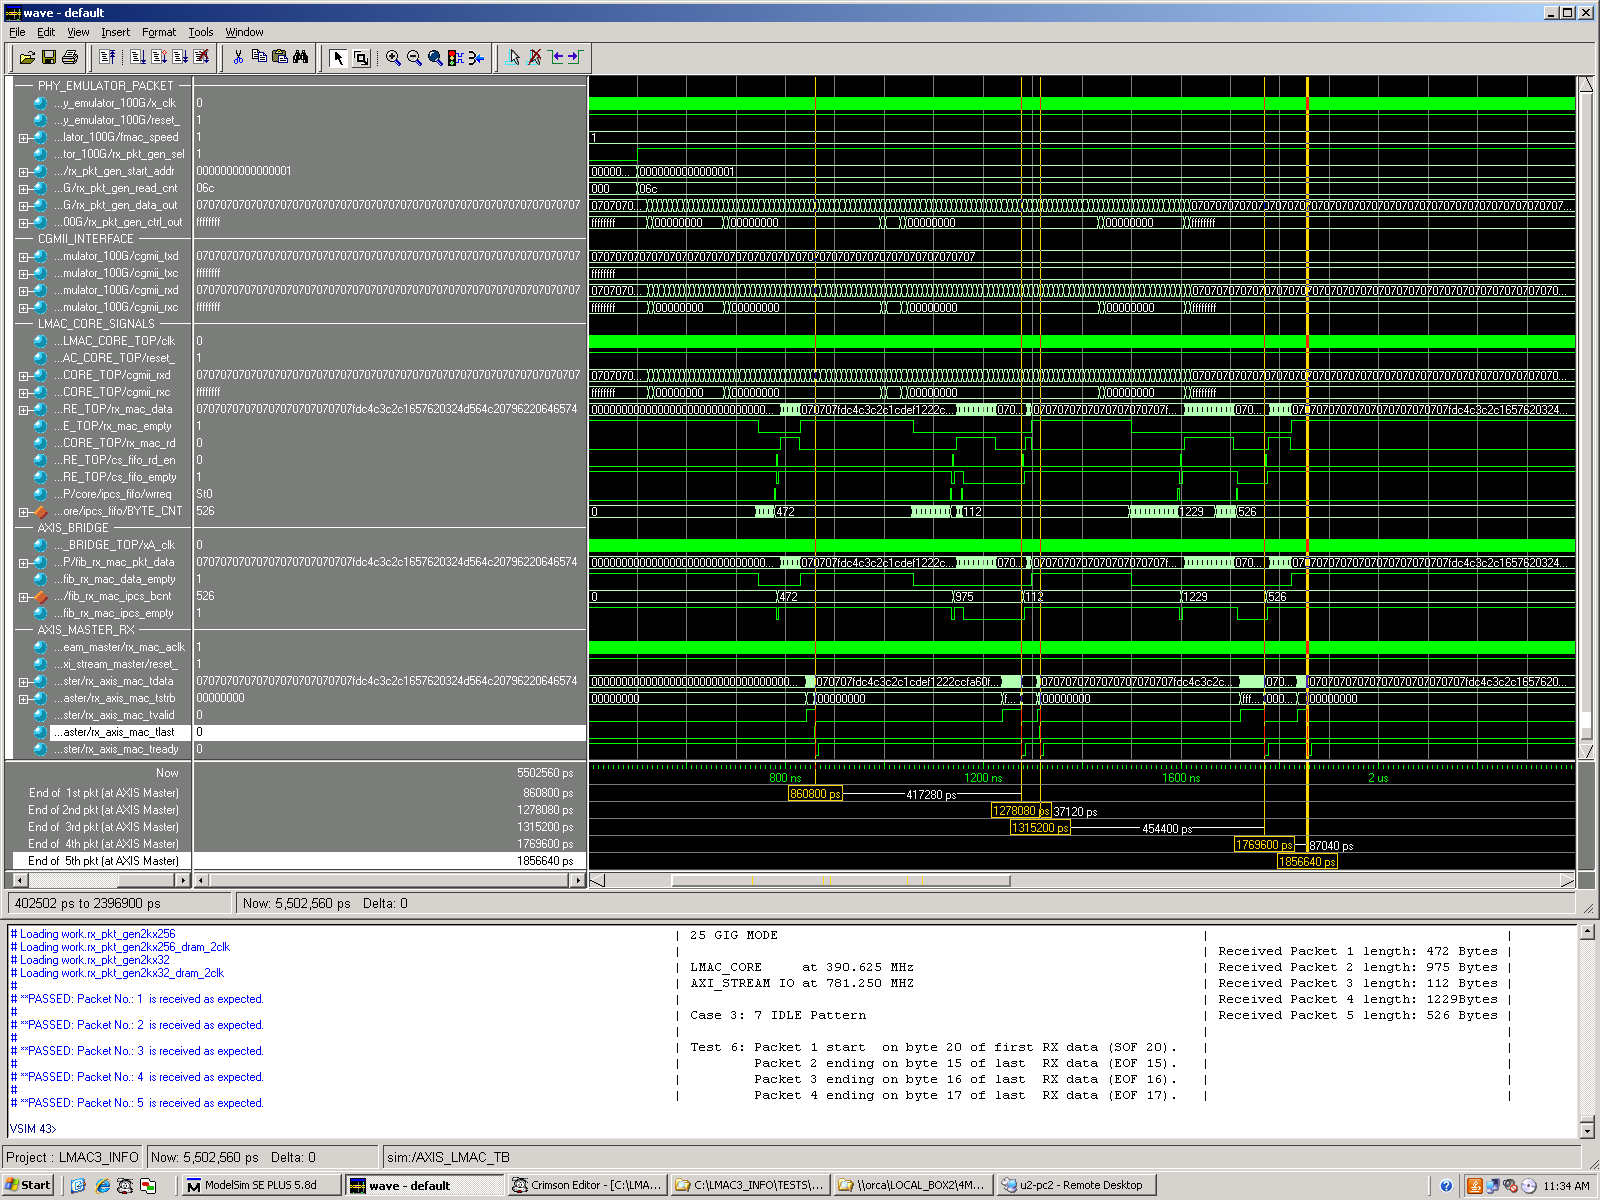 wave - default
File Edit View Insert Format Tools Window
PHY_EMULATOR_PACKET
...y_emulator_100G/x_clk 0
...y_emulator_100G/reset_ 1
...lator_100G/fmac_speed 1 1
...tor_100G/rx_pkt_gen_sel 1
.../rx_pkt_gen_start_addr 0000000000000001 00000... 0000000000000001
...G/rx_pkt_gen_read_cnt 06c 000 06c
...G/rx_pkt_gen_data_out 0707070707070707070707070707070707070707070707070707070707070707 0707070...
...00G/rx_pkt_gen_ctrl_out ffffffff ffffffff 00000000 00000000 00000000 00000000 ffffffff
CGMII_INTERFACE
...mulator_100G/cgmii_txd 0707070707070707070707070707070707070707070707070707070707070707
...mulator_100G/cgmii_txc ffffffff ffffffff
...mulator_100G/cgmii_rxd 0707070707070707070707070707070707070707070707070707070707070707 0707070...
...mulator_100G/cgmii_rxc ffffffff ffffffff 00000000 00000000 00000000 00000000 ffffffff
LMAC_CORE_SIGNALS
...LMAC_CORE_TOP/clk 0
...AC_CORE_TOP/reset_ 1
...CORE_TOP/cgmii_rxd 0707070707070707070707070707070707070707070707070707070707070707 0707070...
...CORE_TOP/cgmii_rxc ffffffff ffffffff 00000000 00000000 00000000 00000000 ffffffff
...RE_TOP/rx_mac_data 07070707070707070707070707fdc4c3c2c1657620324d564c20796220646574 070707fdc4c3c2c1cdef1222c... 070...
...E_TOP/rx_mac_empty 1
...CORE_TOP/rx_mac_rd 0
...RE_TOP/cs_fifo_rd_en 0
...RE_TOP/cs_fifo_empty 1
...P/core/ipcs_fifo/wrreq St0
...ore/ipcs_fifo/BYTE_CNT 526 0 472 112 1229 526
AXIS_BRIDGE
..._BRIDGE_TOP/xA_clk 0
...P/fib_rx_mac_pkt_data 07070707070707070707070707fdc4c3c2c1657620324d564c20796220646574 070707fdc4c3c2c1cdef1222c... 070...
...fib_rx_mac_data_empty 1
.../fib_rx_mac_ipcs_bcnt 526 0 472 975 112 1229 526
...fib_rx_mac_ipcs_empty 1
AXIS_MASTER_RX
...eam_master/rx_mac_aclk 1
...xi_stream_master/reset_ 1
...ster/rx_axis_mac_tdata 07070707070707070707070707fdc4c3c2c1657620324d564c20796220646574 070707fdc4c3c2c1cdef1222ccfa60f... 070...
...aster/rx_axis_mac_tstrb 00000000 00000000 00000000 f... 00000000 fff... 000... 00000000
...ster/rx_axis_mac_tvalid 0
...aster/rx_axis_mac_tlast 0
...ster/rx_axis_mac_tready 0
Now 5502560 ps 800 ns 1200 ns 1600 ns 2 us
End of 1st pkt (at AXIS Master) 860800 ps 860800 ps 417280 ps
End of 2nd pkt (at AXIS Master) 1278080 ps 1278080 ps 37120 ps
End of 3rd pkt (at AXIS Master) 1315200 ps 1315200 ps 454400 ps
End of 4th pkt (at AXIS Master) 1769600 ps 1769600 ps 87040 ps
End of 5th pkt (at AXIS Master) 1856640 ps 1856640 ps
402502 ps to 2396900 ps Now: 5,502,560 ps Delta: 0
# Loading work.rx_pkt_gen2kx256
# Loading work.rx_pkt_gen2kx256_dram_2clk
# Loading work.rx_pkt_gen2kx32
# Loading work.rx_pkt_gen2kx32_dram_2clk
#
# **PASSED: Packet No.: 1 is received as expected.
#
# **PASSED: Packet No.: 2 is received as expected.
#
# **PASSED: Packet No.: 3 is received as expected.
#
# **PASSED: Packet No.: 4 is received as expected.
#
# **PASSED: Packet No.: 5 is received as expected.
VSIM 43>
| 25 GIG MODE | |
| | Received Packet 1 length: 472 Bytes |
| LMAC_CORE at 390.625 MHz | Received Packet 2 length: 975 Bytes |
| AXI_STREAM IO at 781.250 MHZ | Received Packet 3 length: 112 Bytes |
| | Received Packet 4 length: 1229Bytes |
| Case 3: 7 IDLE Pattern | Received Packet 5 length: 526 Bytes |
| | |
| Test 6: Packet 1 start on byte 20 of first RX data (SOF 20). | |
| Packet 2 ending on byte 15 of last RX data (EOF 15). | |
| Packet 3 ending on byte 16 of last RX data (EOF 16). | |
| Packet 4 ending on byte 17 of last RX data (EOF 17). | |
Project : LMAC3_INFO Now: 5,502,560 ps Delta: 0 sim:/AXIS_LMAC_TB
Start ModelSim SE PLUS 5.8d wave - default Crimson Editor - [C:\LMA... C:\LMAC3_INFO\TESTS\... \\orca\LOCAL_BOX2\4M... u2-pc2 - Remote Desktop 11:34 AM